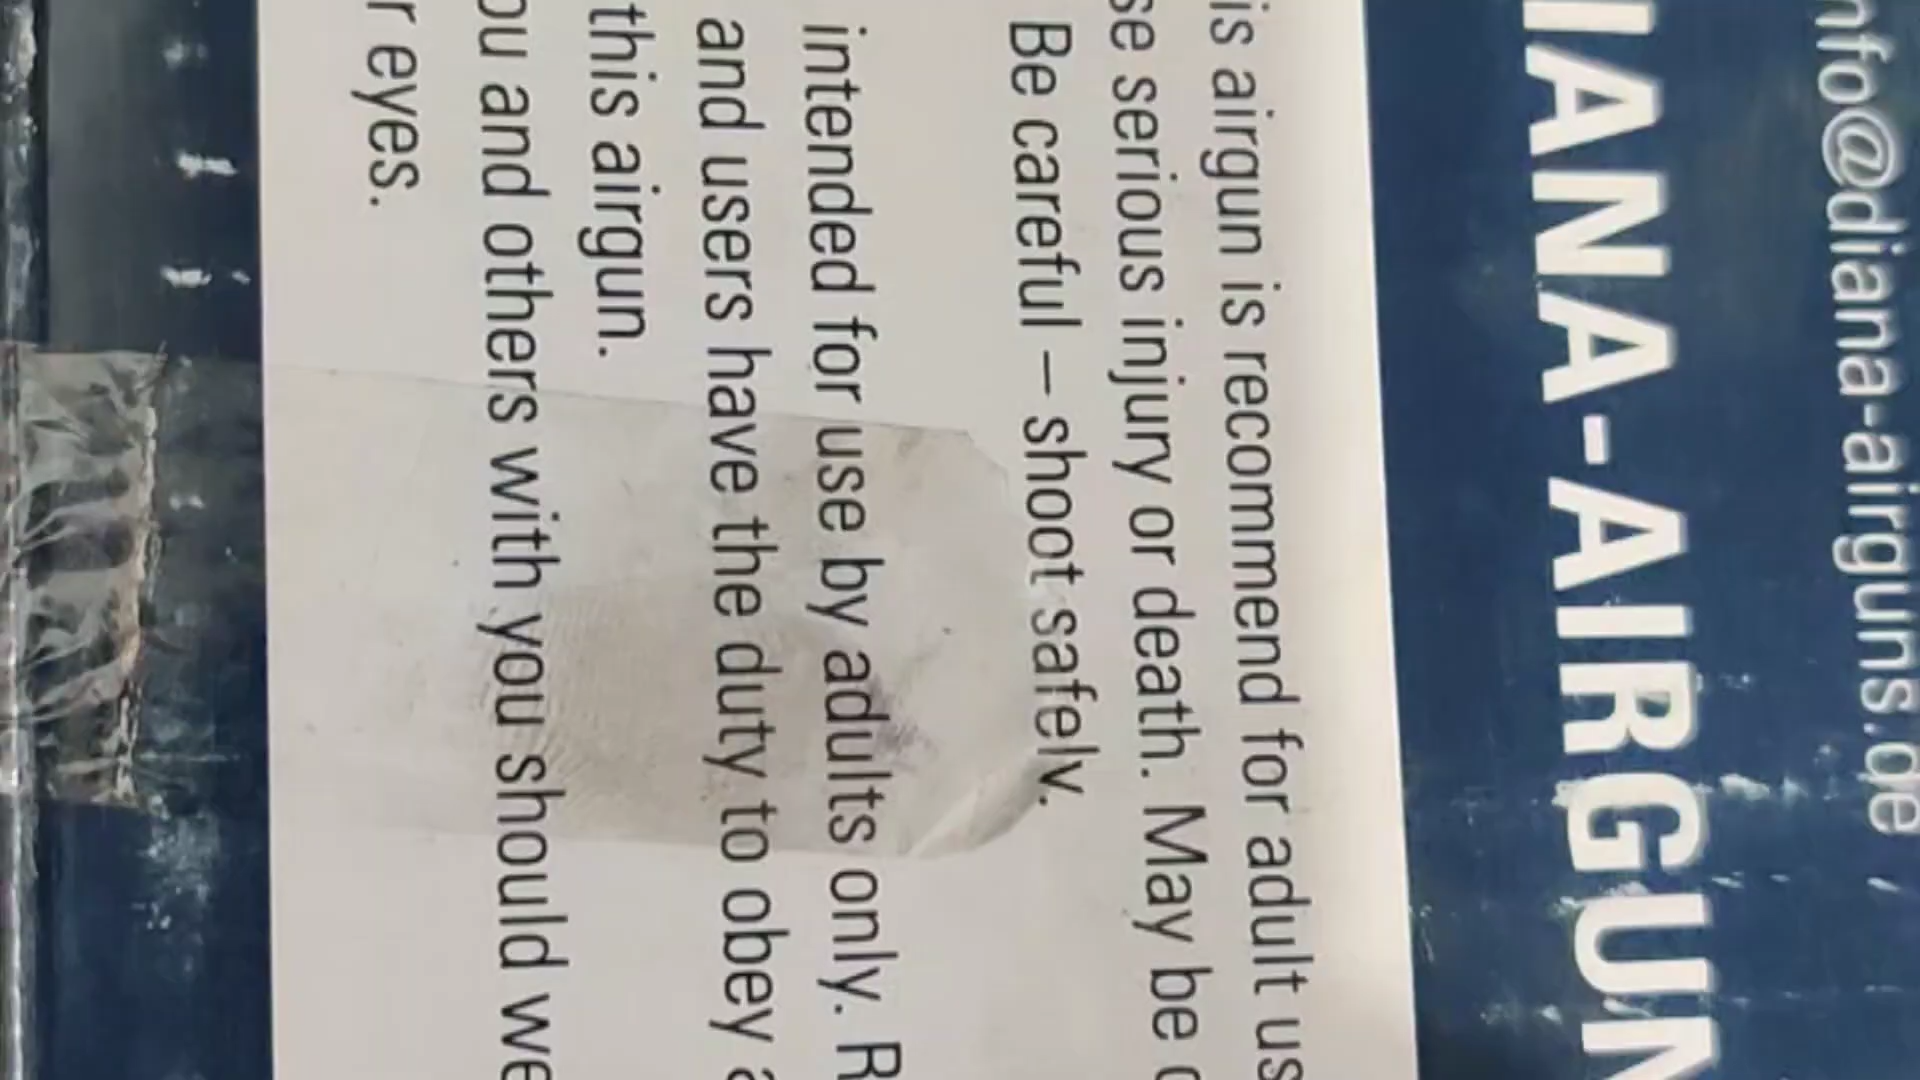 nfo@diana-airguns.de
IANA-AIRGUN
is airgun is recommend for adult us
se serious injury or death. May be
Be careful – shoot safely.
intended for use by adults only. R
and users have the duty to obey a
this airgun.
ou and others with you should we
r eyes.